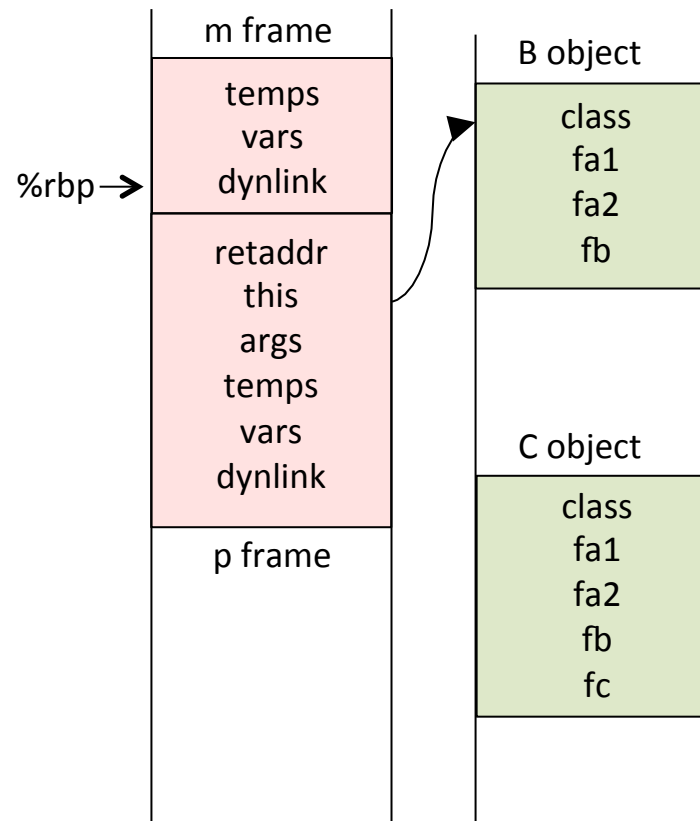 m frame
temps
vars
dynlink
%rbp
retaddr
this
args
temps
vars
dynlink
p frame
B object
class
fa1
fa2
fb
C object
class
fa1
fa2
fb
fc